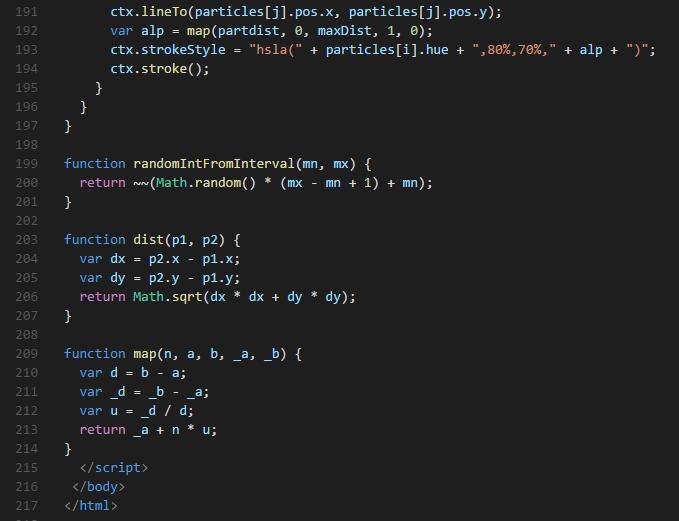 191 ctx.lineTo(particles[j].pos.x, particles[j].pos.y);
192 var alp = map(partdist, 0, maxDist, 1, 0);
193 ctx.strokeStyle = "hsla(" + particles[i].hue + ",80%,70%," + alp + ")";
194 ctx.stroke();
195 }
196 }
197 }
198
199 function randomIntFromInterval(mn, mx) {
200 return ~~(Math.random() * (mx - mn + 1) + mn);
201 }
202
203 function dist(p1, p2) {
204 var dx = p2.x - p1.x;
205 var dy = p2.y - p1.y;
206 return Math.sqrt(dx * dx + dy * dy);
207 }
208
209 function map(n, a, b, _a, _b) {
210 var d = b - a;
211 var _d = _b - _a;
212 var u = _d / d;
213 return _a + n * u;
214 }
215 </script>
216 </body>
217 </html>